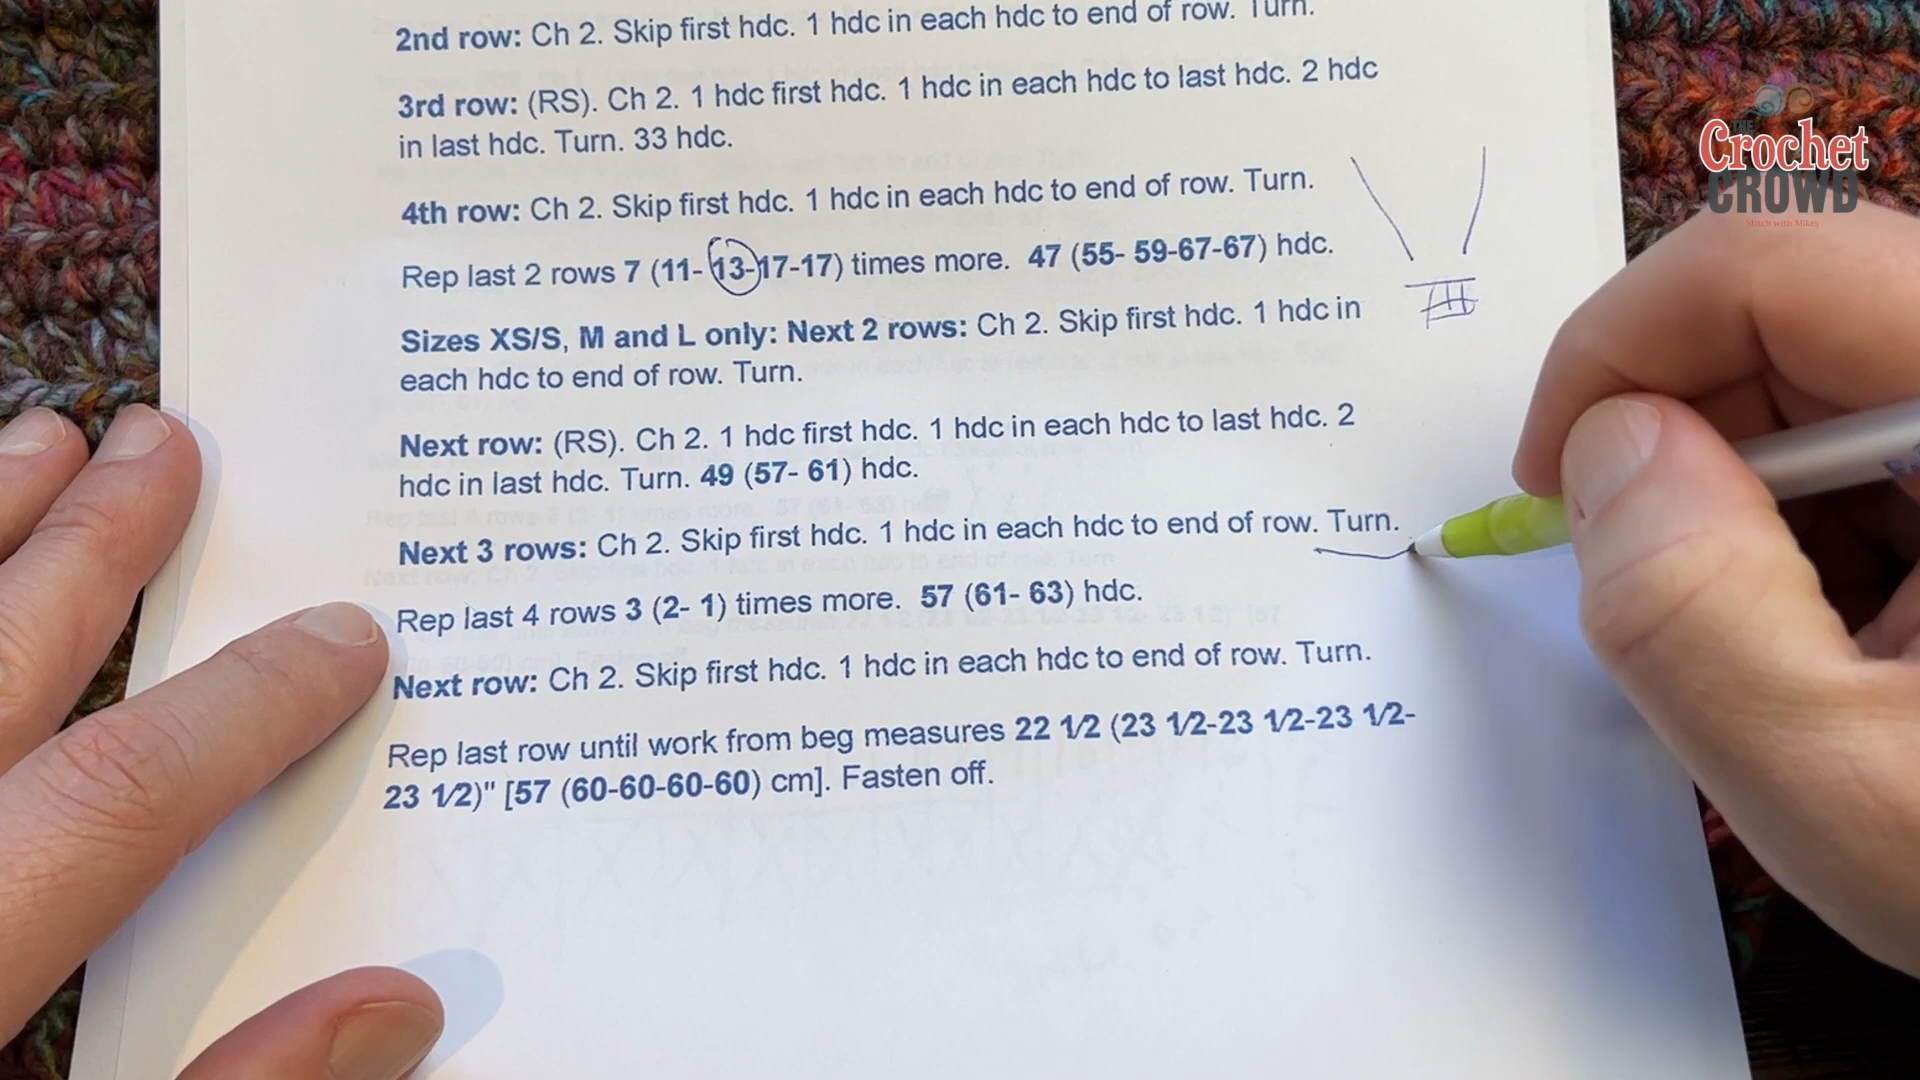 2nd row: Ch 2. Skip first hdc. 1 hdc in each hdc to end of row. Turn.
3rd row: (RS). Ch 2. 1 hdc first hdc. 1 hdc in each hdc to last hdc. 2 hdc
in last hdc. Turn. 33 hdc.
4th row: Ch 2. Skip first hdc. 1 hdc in each hdc to end of row. Turn.
Rep last 2 rows 7 (11- 13-17-17) times more. 47 (55- 59-67-67) hdc.
Sizes XS/S, M and L only: Next 2 rows: Ch 2. Skip first hdc. 1 hdc in
each hdc to end of row. Turn.
Next row: (RS). Ch 2. 1 hdc first hdc. 1 hdc in each hdc to last hdc. 2
hdc in last hdc. Turn. 49 (57- 61) hdc.
Next 3 rows: Ch 2. Skip first hdc. 1 hdc in each hdc to end of row. Turn.
Rep last 4 rows 3 (2- 1) times more. 57 (61- 63) hdc.
Next row: Ch 2. Skip first hdc. 1 hdc in each hdc to end of row. Turn.
Rep last row until work from beg measures 22 1/2 (23 1/2-23 1/2-23 1/2-
23 1/2)" [57 (60-60-60-60) cm]. Fasten off.
THE
Crochet
CROWD
Stitch with Mikey